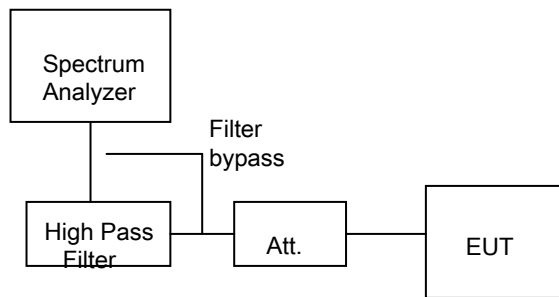 Spectrum
Analyzer
Filter
bypass
High Pass
Filter
Att.
EUT